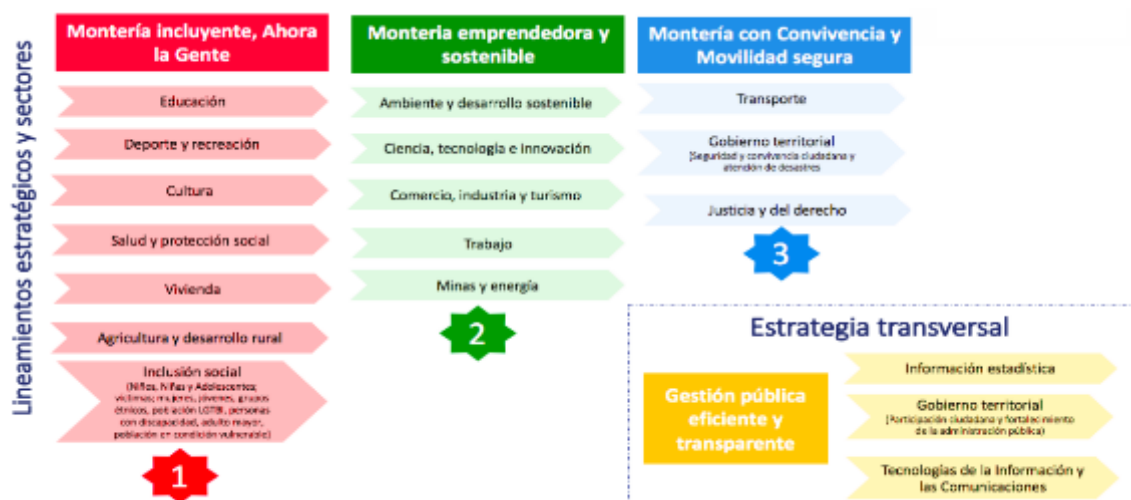 Lineamientos estratégicos y sectores
Montería incluyente, Ahora
la Gente
Educación
Deporte y recreación
Cultura
Salud y protección social
Vivienda
Agricultura y desarrollo rural
Inclusión social
(Niños, Niñas y Adolescentes;
víctimas; mujeres, jóvenes, grupos
étnicos, población LGTBI, personas
con discapacidad, adulto mayor,
población en condición vulnerable)
1
Monteria emprendedora y
sostenible
Ambiente y desarrollo sostenible
Ciencia, tecnología e innovación
Comercio, industria y turismo
Trabajo
Minas y energía
2
Montería con Convivencia y
Movilidad segura
Transporte
Gobierno territorial
(Seguridad y convivencia ciudadana y
atención de desastres
Justicia y del derecho
3
Estrategia transversal
Gestión pública
eficiente y
transparente
Información estadística
Gobierno territorial
(Participación ciudadana y fortalecimiento
de la administración pública)
Tecnologías de la Información y
las Comunicaciones